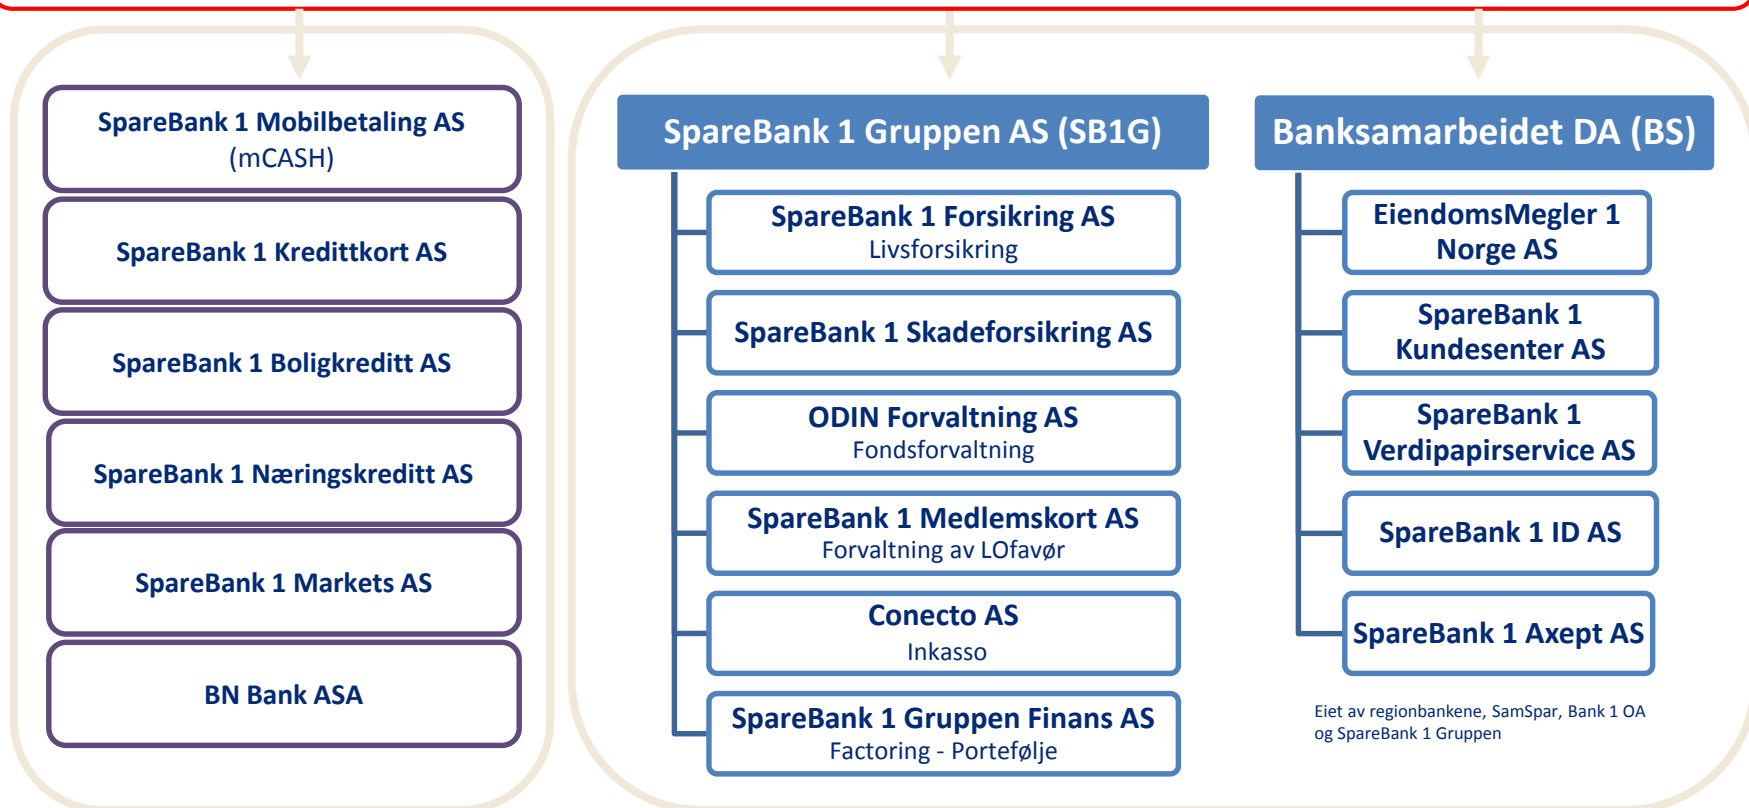 SpareBank 1 Mobilbetaling AS
(mCASH)
SpareBank 1 Kredittkort AS
SpareBank 1 Boligkreditt AS
SpareBank 1 Næringskreditt AS
SpareBank 1 Markets AS
BN Bank ASA
SpareBank 1 Gruppen AS (SB1G)
SpareBank 1 Forsikring AS
Livsforsikring
SpareBank 1 Skadeforsikring AS
ODIN Forvaltning AS
Fondsforvaltning
SpareBank 1 Medlemskort AS
Forvaltning av LOfavør
Conecto AS
Inkasso
SpareBank 1 Gruppen Finans AS
Factoring - Portefølje
Banksamarbeidet DA (BS)
EiendomsMegler 1
Norge AS
SpareBank 1
Kundesenter AS
SpareBank 1
Verdipapirservice AS
SpareBank 1 ID AS
SpareBank 1 Axept AS
Eiet av regionbankene, SamSpar, Bank 1 OA
og SpareBank 1 Gruppen